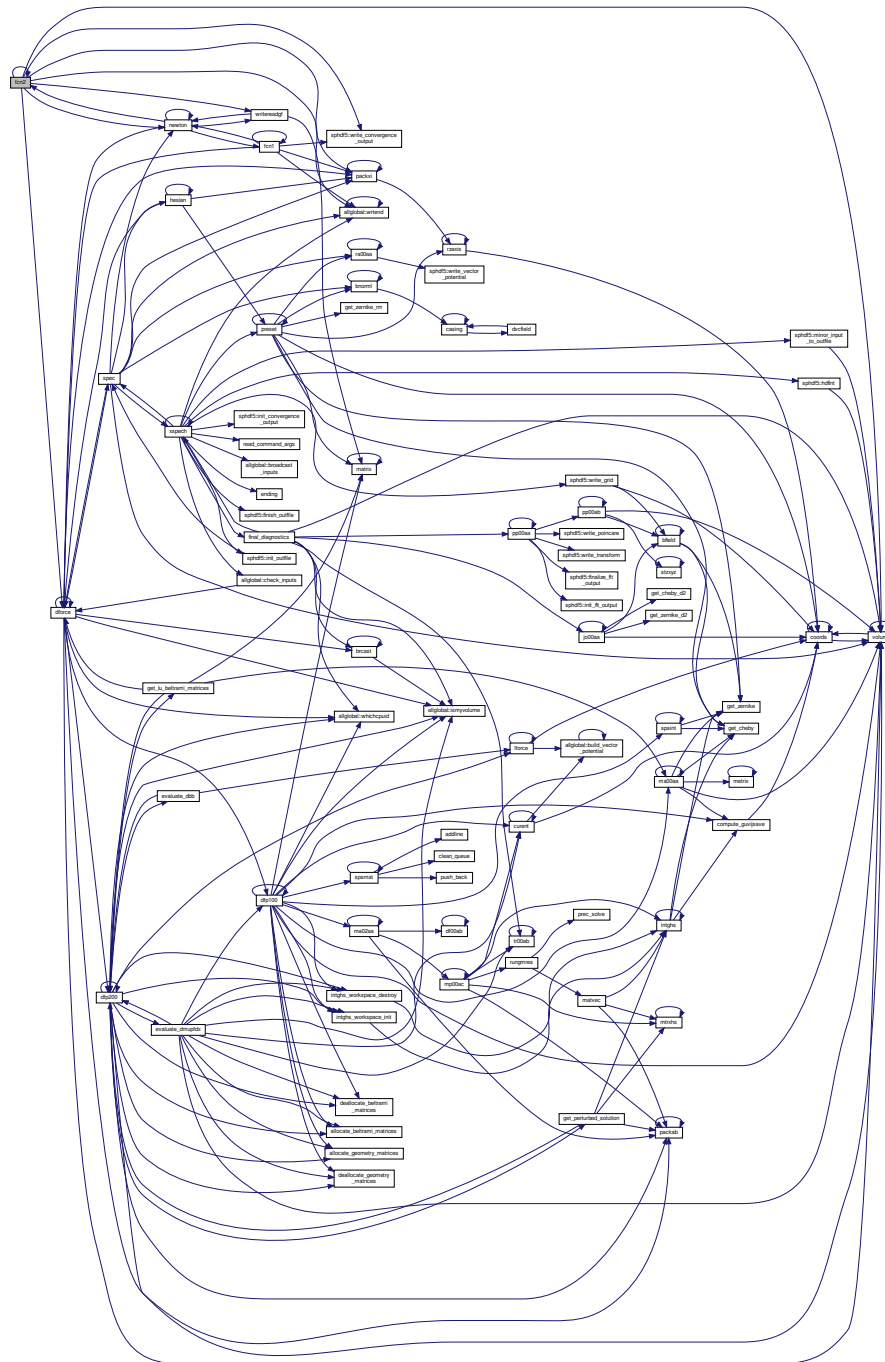 fcn2
writereadgf
newton
sphdf5::write_convergence
_output
fcn1
packxi
hesian
allglobal::wrtend
rzaxis
ra00aa
sphdf5::write_vector
_potential
bnorml
get_zernike_rm
preset
casing
dvcfield
sphdf5::mirror_input
_to_outfile
spec
sphdf5::hdfint
sphdf5::init_convergence
_output
xspech
read_command_args
allglobal::broadcast
_inputs
matrix
ending
sphdf5::write_grid
sphdf5::finish_outfile
pp00ab
final_diagnostics
pp00aa
sphdf5::write_poincare
bfield
sphdf5::init_outfile
sphdf5::write_transform
stzxyz
allglobal::check_inputs
sphdf5::finalize_flt
_output
get_cheby_d2
sphdf5::init_flt_output
dforce
get_zernike_d2
jo00aa
coords
volume
brcast
get_lu_beltrami_matrices
get_zernike
allglobal::whichcpuid
allglobal::ismyvolume
spsint
get_cheby
lforce
allglobal::build_vector
_potential
ma00aa
metrix
evaluate_dbb
curent
compute_guvijsave
addline
clean_queue
spsmat
push_back
dfp100
prec_solve
intghs
ma02aa
df00ab
tr00ab
rungmres
mp00ac
dfp200
intghs_workspace_destroy
matvec
intghs_workspace_init
mtrxhs
evaluate_dmupfdx
deallocate_beltrami
_matrices
get_perturbed_solution
allocate_beltrami_matrices
packab
allocate_geometry_matrices
deallocate_geometry
_matrices